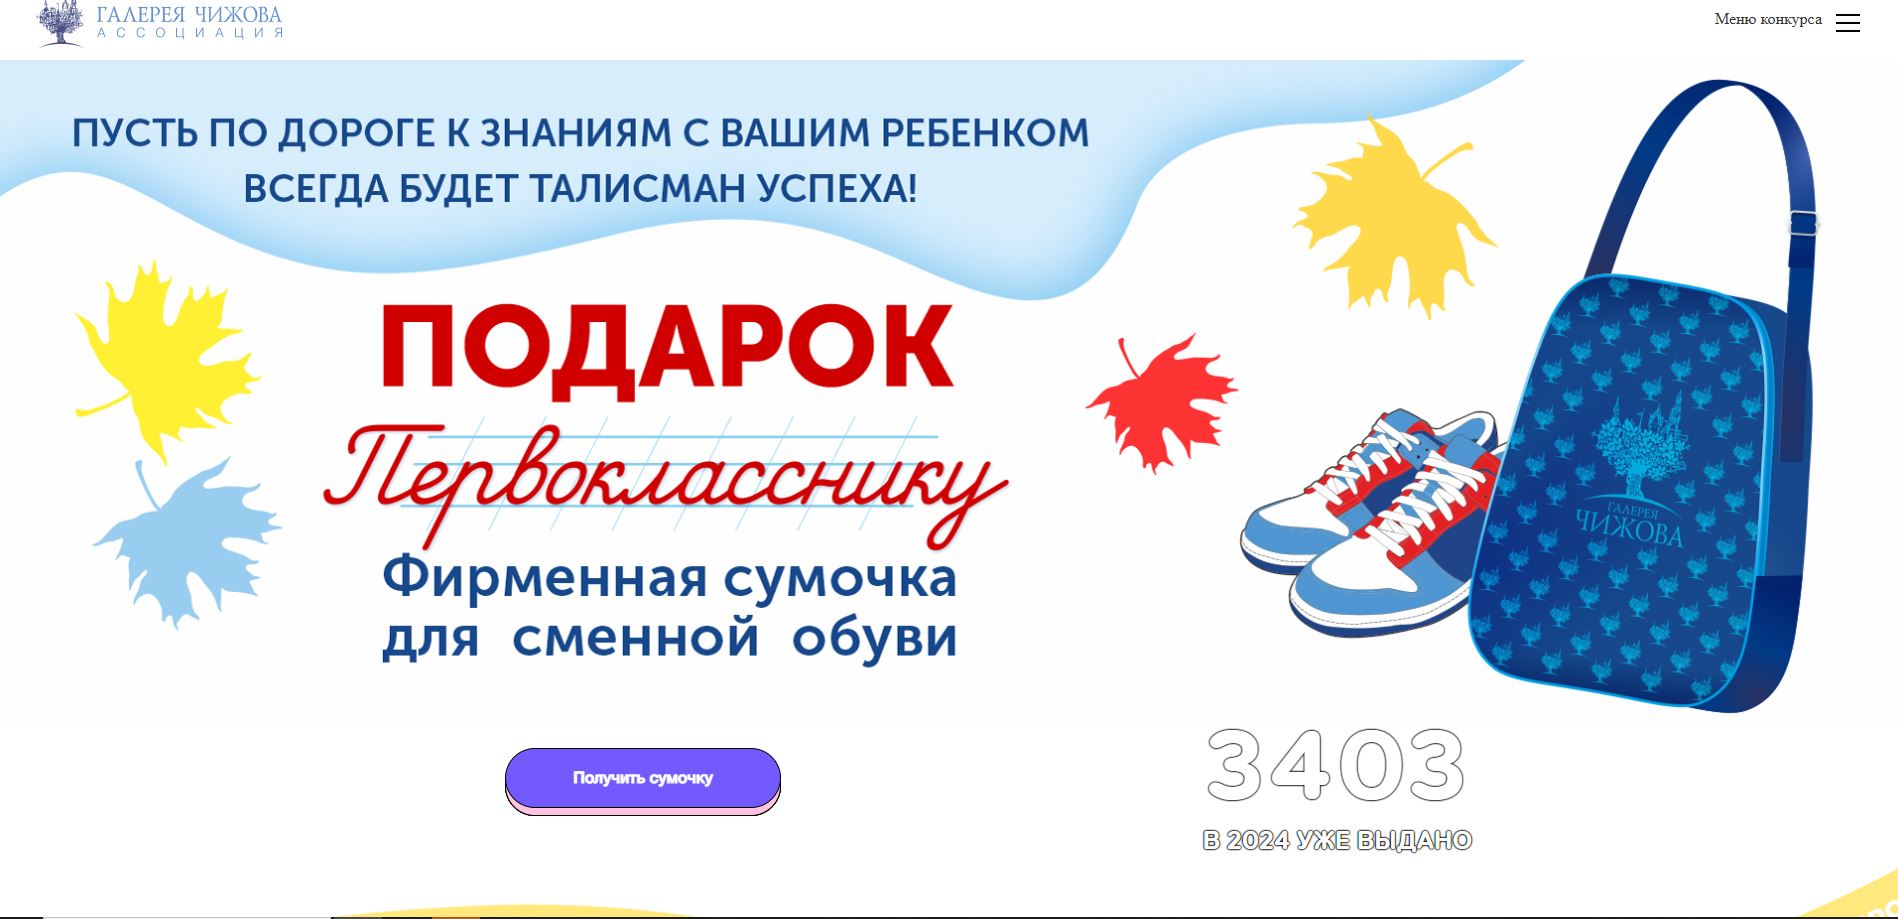 ГАЛЕРЕЯ ЧИЖОВА
АССОЦИАЦИЯ
Меню конкурса
ПУСТЬ ПО ДОРОГЕ К ЗНАНИЯМ С ВАШИМ РЕБЕНКОМ
ВСЕГДА БУДЕТ ТАЛИСМАН УСПЕХА!
ПОДАРОК
Первокласснику
Фирменная сумочка
для сменной обуви
ГАЛЕРЕЯ
ЧИЖОВА
Получить сумочку
3403
В 2024 УЖЕ ВЫДАНО